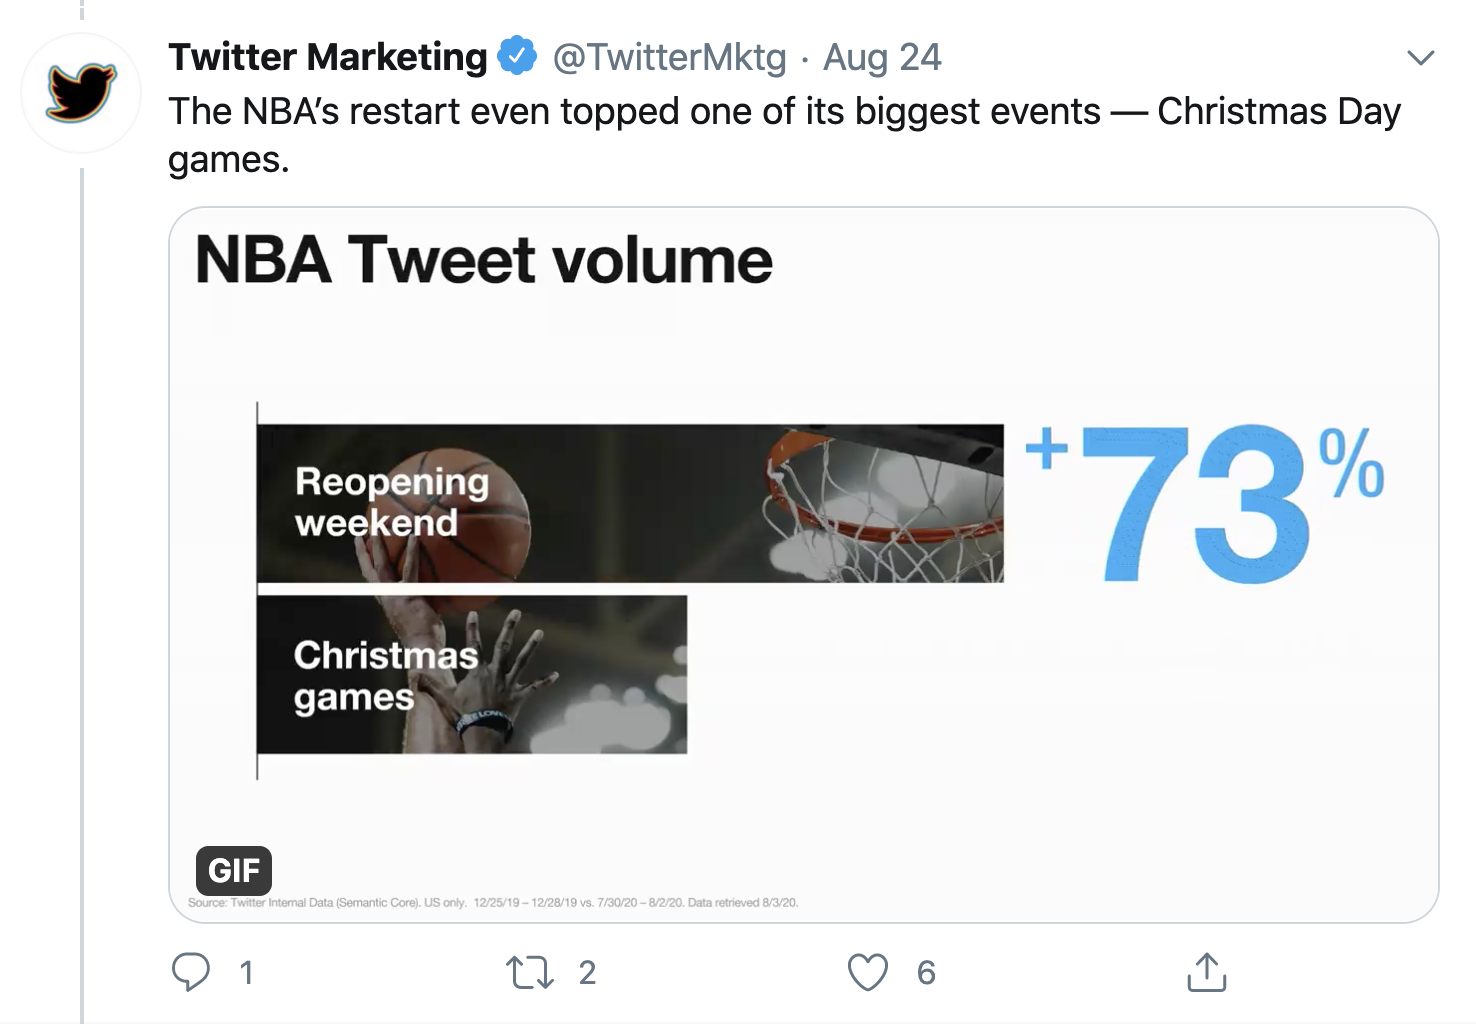 Twitter Marketing @TwitterMktg · Aug 24
The NBA’s restart even topped one of its biggest events — Christmas Day
games.
NBA Tweet volume
Reopening
weekend
+73%
Christmas
games
GIF
Source: Twitter Internal Data (Semantic Core). US only. 12/25/19 – 12/28/19 vs. 7/30/20 – 8/2/20. Data retrieved 8/3/20.
1 2 6